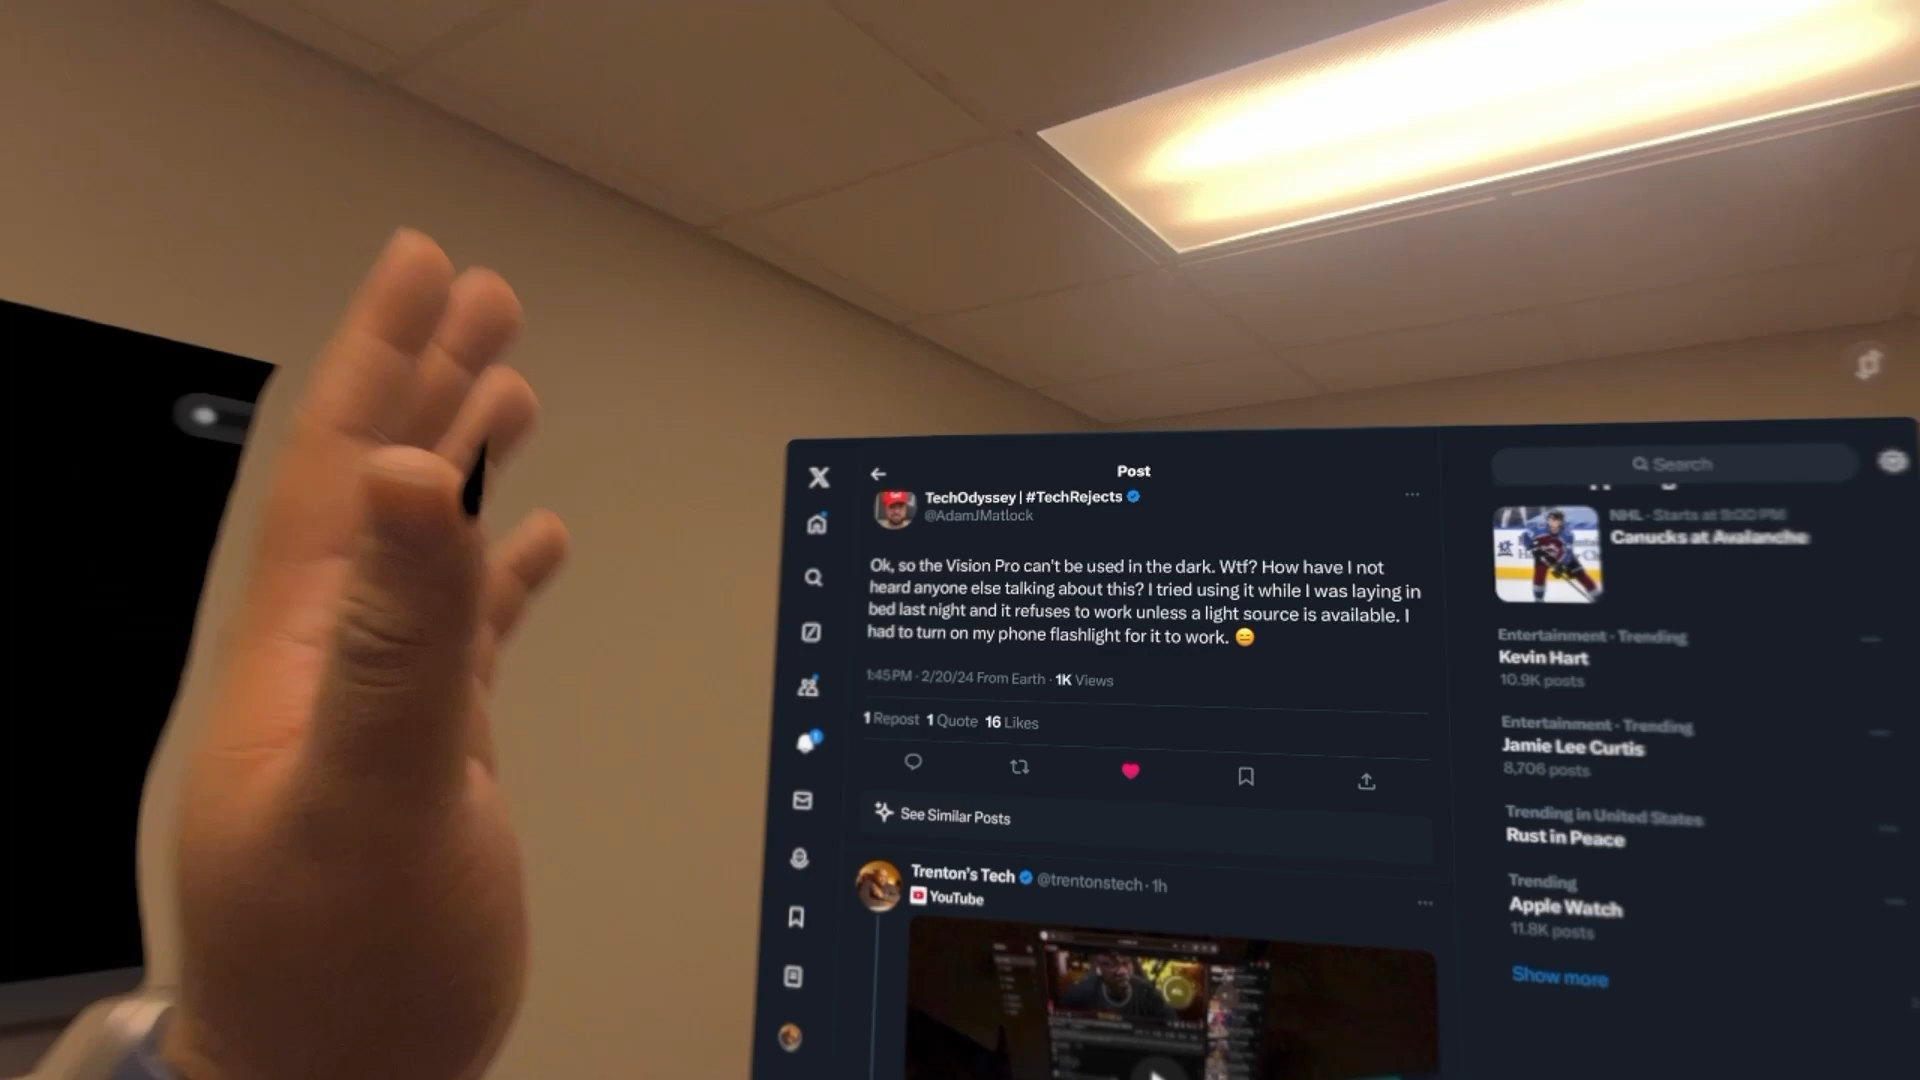 Post
TechOdyssey | #TechRejects
@AdamJMatlock
Ok, so the Vision Pro can't be used in the dark. Wtf? How have I not
heard anyone else talking about this? I tried using it while I was laying in
bed last night and it refuses to work unless a light source is available. I
had to turn on my phone flashlight for it to work. 😑
1:45 PM · 2/20/24 From Earth · 1K Views
1 Repost 1 Quote 16 Likes
See Similar Posts
Trenton's Tech @trentonstech · 1h
YouTube
Search
NHL · Starts at 9:00 PM
Canucks at Avalanche
Entertainment · Trending
Kevin Hart
10.9K posts
Entertainment · Trending
Jamie Lee Curtis
8,706 posts
Trending in United States
Rust in Peace
Trending
Apple Watch
11.8K posts
Show more